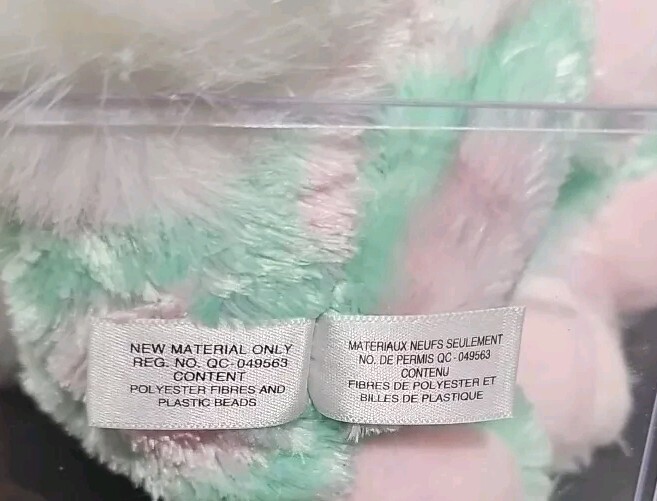 NEW MATERIAL ONLY
REG. NO. QC-049563
CONTENT
POLYESTER FIBRES AND
PLASTIC BEADS
MATERIAUX NEUFS SEULEMENT
NO. DE PERMIS QC-049563
CONTENU
FIBRES DE POLYESTER ET
BILLES DE PLASTIQUE